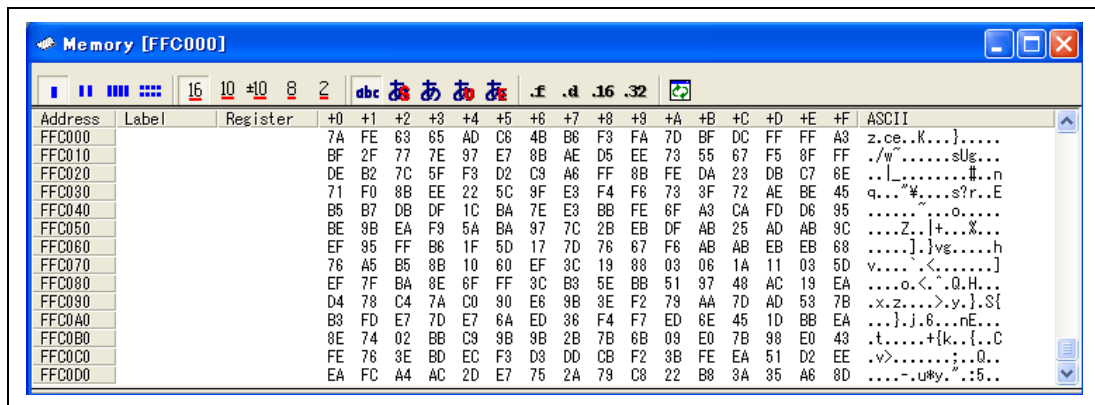 Memory [FFC000]
16 10 ±10 8 2 abc あS あ あU あE .f .d .16 .32
Address Label Register +0 +1 +2 +3 +4 +5 +6 +7 +8 +9 +A +B +C +D +E +F ASCII
FFC000 7A FE 63 65 AD C6 4B B6 F3 FA 7D BF DC FF FF A3 z.ce..K...}.....
FFC010 BF 2F 77 7E 97 E7 8B AE D5 EE 73 55 67 F5 8F FF ./w~......sUg...
FFC020 DE B2 7C 5F F3 D2 C9 A6 FF 8B FE DA 23 DB C7 6E ..|_........#..n
FFC030 71 F0 8B EE 22 5C 9F E3 F4 F6 73 3F 72 AE BE 45 q..."¥....s?r..E
FFC040 B5 B7 DB DF 1C BA 7E E3 BB FE 6F A3 CA FD D6 95 ......~...o.....
FFC050 BE 9B EA F9 5A BA 97 7C 2B EB DF AB 25 AD AB 9C ....Z..|+...%...
FFC060 EF 95 FF B6 1F 5D 17 7D 76 67 F6 AB AB EB EB 68 .....].}vg.....h
FFC070 76 A5 B5 8B 10 60 EF 3C 19 88 03 06 1A 11 03 5D v....`.<.......]
FFC080 EF 7F BA 8E 6F FF 3C B3 5E BB 51 97 48 AC 19 EA ....o.<.^.Q.H...
FFC090 D4 78 C4 7A C0 90 E6 9B 3E F2 79 AA 7D AD 53 7B .x.z....>.y.}.S{
FFC0A0 B3 FD E7 7D E7 6A ED 36 F4 F7 ED 6E 45 1D BB EA ...}.j.6...nE...
FFC0B0 8E 74 02 BB C9 9B 9B 2B 7B 6B 09 E0 7B 98 E0 43 .t.....+{k..{..C
FFC0C0 FE 76 3E BD EC F3 D3 DD CB F2 3B FE EA 51 D2 EE .v>.......;..Q..
FFC0D0 EA FC A4 AC 2D E7 75 2A 79 C8 22 B8 3A 35 A6 8D ....-.u*y.".:5..